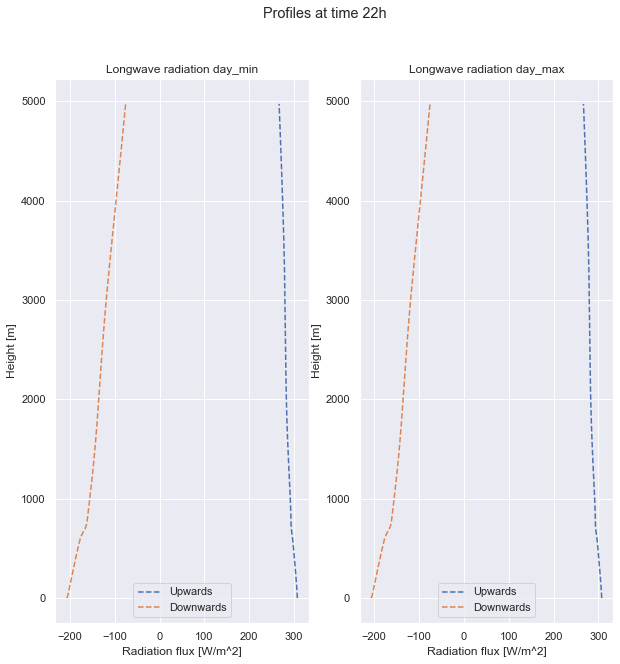 Profiles at time 22h
Longwave radiation day_min
5000
4000
3000
2000
1000
0
Height [m]
−200 −100 0 100 200 300
Radiation flux [W/m^2]
Upwards
Downwards
Longwave radiation day_max
5000
4000
3000
2000
1000
0
Height [m]
−200 −100 0 100 200 300
Radiation flux [W/m^2]
Upwards
Downwards